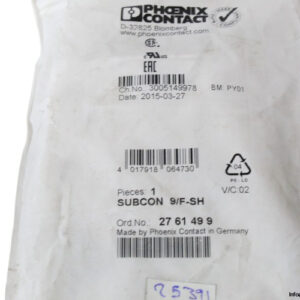 PHOENIX
CONTACT
D-32825 Blomberg
www.phoenixcontact.com
EAC
Ch.: 3005149978 BM: PY01
Date: 2015-03-27
4 017918 064730
04
PE-LD
Pieces: 1 V/C:02
SUBCON 9/F-SH
Ord.No.: 27 61 49 9
Made by Phoenix Contact in Germany
25391